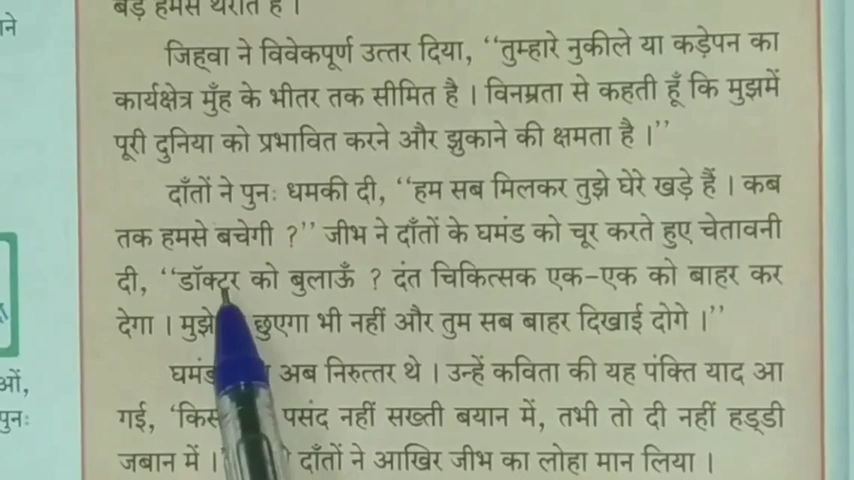 बड़े हमसे थर्राते हैं ।
जिह्वा ने विवेकपूर्ण उत्तर दिया, ‘‘तुम्हारे नुकीले या कड़ेपन का
कार्यक्षेत्र मुँह के भीतर तक सीमित है । विनम्रता से कहती हूँ कि मुझमें
पूरी दुनिया को प्रभावित करने और झुकाने की क्षमता है ।’’
दाँतों ने पुनः धमकी दी, ‘‘हम सब मिलकर तुझे घेरे खड़े हैं । कब
तक हमसे बचेगी ?’’ जीभ ने दाँतों के घमंड को चूर करते हुए चेतावनी
दी, ‘‘डॉक्टर को बुलाऊँ ? दंत चिकित्सक एक-एक को बाहर कर
देगा । मुझे छुएगा भी नहीं और तुम सब बाहर दिखाई दोगे ।’’
अब निरुत्तर थे । उन्हें कविता की यह पंक्ति याद आ
गई, पसंद नहीं सख्ती बयान में, तभी तो दी नहीं हड्डी
जबान में । दाँतों ने आखिर जीभ का लोहा मान लिया ।
पुनः